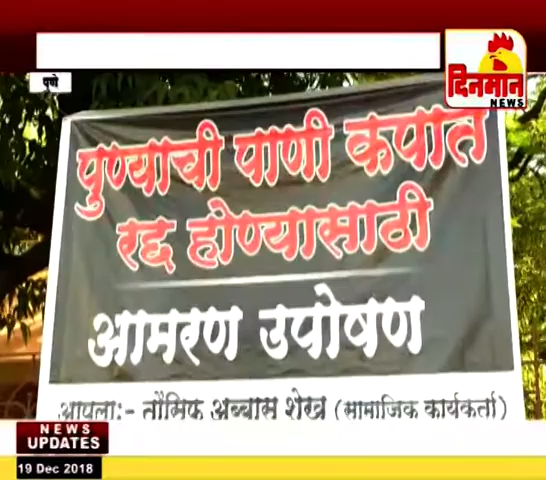 पुणे
दिनमान
NEWS
पुण्याची पाणी कपात
रद्द होण्यासाठी
आमरण उपोषण
आपला:- तौसिफ अब्बास शेख (सामाजिक कार्यकर्ता)
NEWS
UPDATES
19 Dec 2018